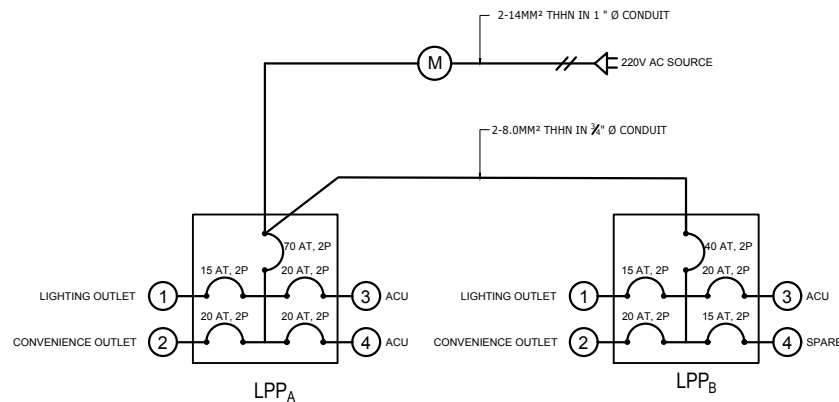 2-14MM² THHN IN 1 " Ø CONDUIT
M
220V AC SOURCE
2-8.0MM² THHN IN ¾" Ø CONDUIT
70 AT, 2P
15 AT, 2P
20 AT, 2P
LIGHTING OUTLET
1
3
ACU
20 AT, 2P
20 AT, 2P
CONVENIENCE OUTLET
2
4
ACU
LPPA
40 AT, 2P
15 AT, 2P
20 AT, 2P
LIGHTING OUTLET
1
3
ACU
20 AT, 2P
15 AT, 2P
CONVENIENCE OUTLET
2
4
SPARE
LPPB